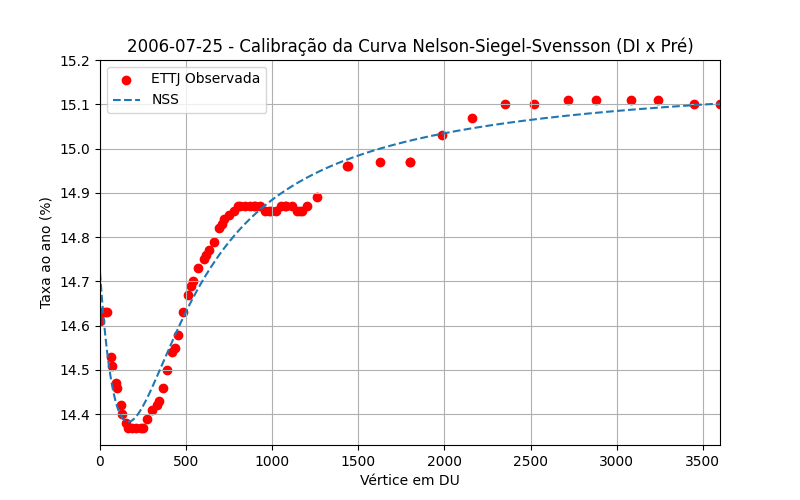 2006-07-25 - Calibração da Curva Nelson-Siegel-Svensson (DI x Pré)
ETTJ Observada
NSS
Taxa ao ano (%)
15.2
15.1
15.0
14.9
14.8
14.7
14.6
14.5
14.4
0 500 1000 1500 2000 2500 3000 3500
Vértice em DU